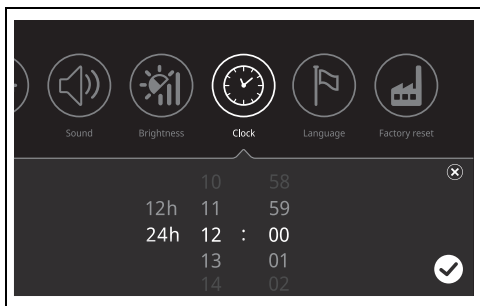 Sound Brightness Clock Language Factory reset
10 58
12h 11 59
24h 12 : 00
13 01
14 02